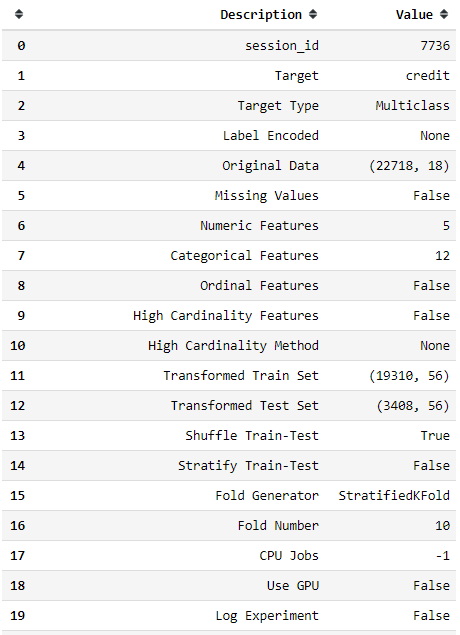 Description Value
0 session_id 7736
1 Target credit
2 Target Type Multiclass
3 Label Encoded None
4 Original Data (22718, 18)
5 Missing Values False
6 Numeric Features 5
7 Categorical Features 12
8 Ordinal Features False
9 High Cardinality Features False
10 High Cardinality Method None
11 Transformed Train Set (19310, 56)
12 Transformed Test Set (3408, 56)
13 Shuffle Train-Test True
14 Stratify Train-Test False
15 Fold Generator StratifiedKFold
16 Fold Number 10
17 CPU Jobs -1
18 Use GPU False
19 Log Experiment False